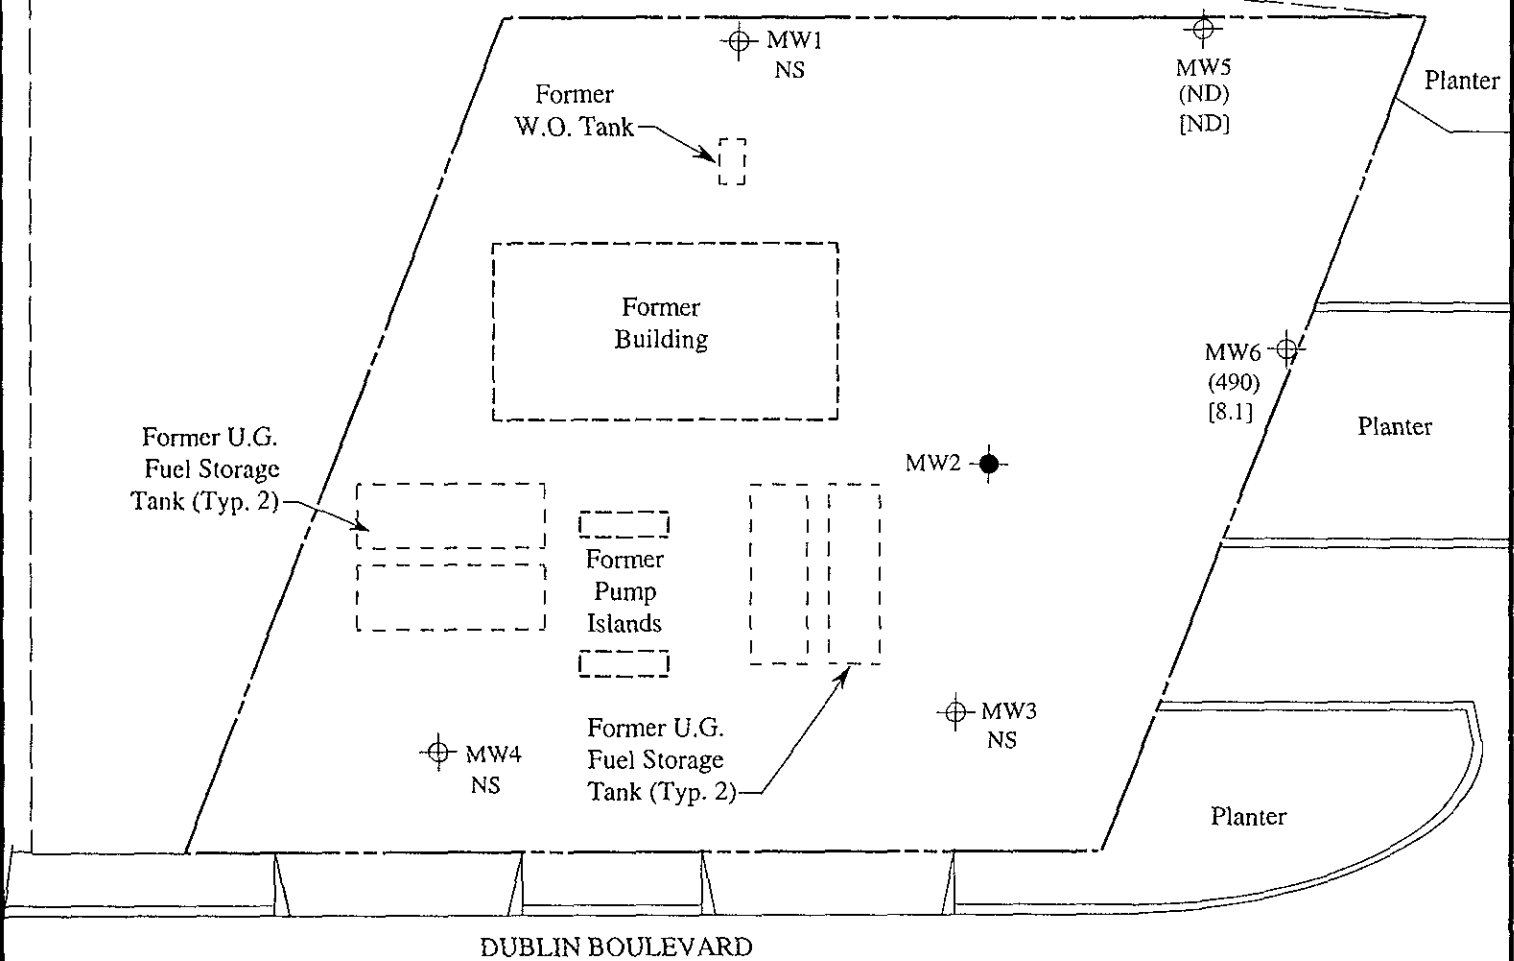 MW1
NS
MW5
(ND)
[ND]
Planter
Former
W.O. Tank
Former
Building
MW6
(490)
[8.1]
Planter
Former U.G.
Fuel Storage
Tank (Typ. 2)
MW2
Former
Pump
Islands
MW3
NS
MW4
NS
Former U.G.
Fuel Storage
Tank (Typ. 2)
Planter
DUBLIN BOULEVARD